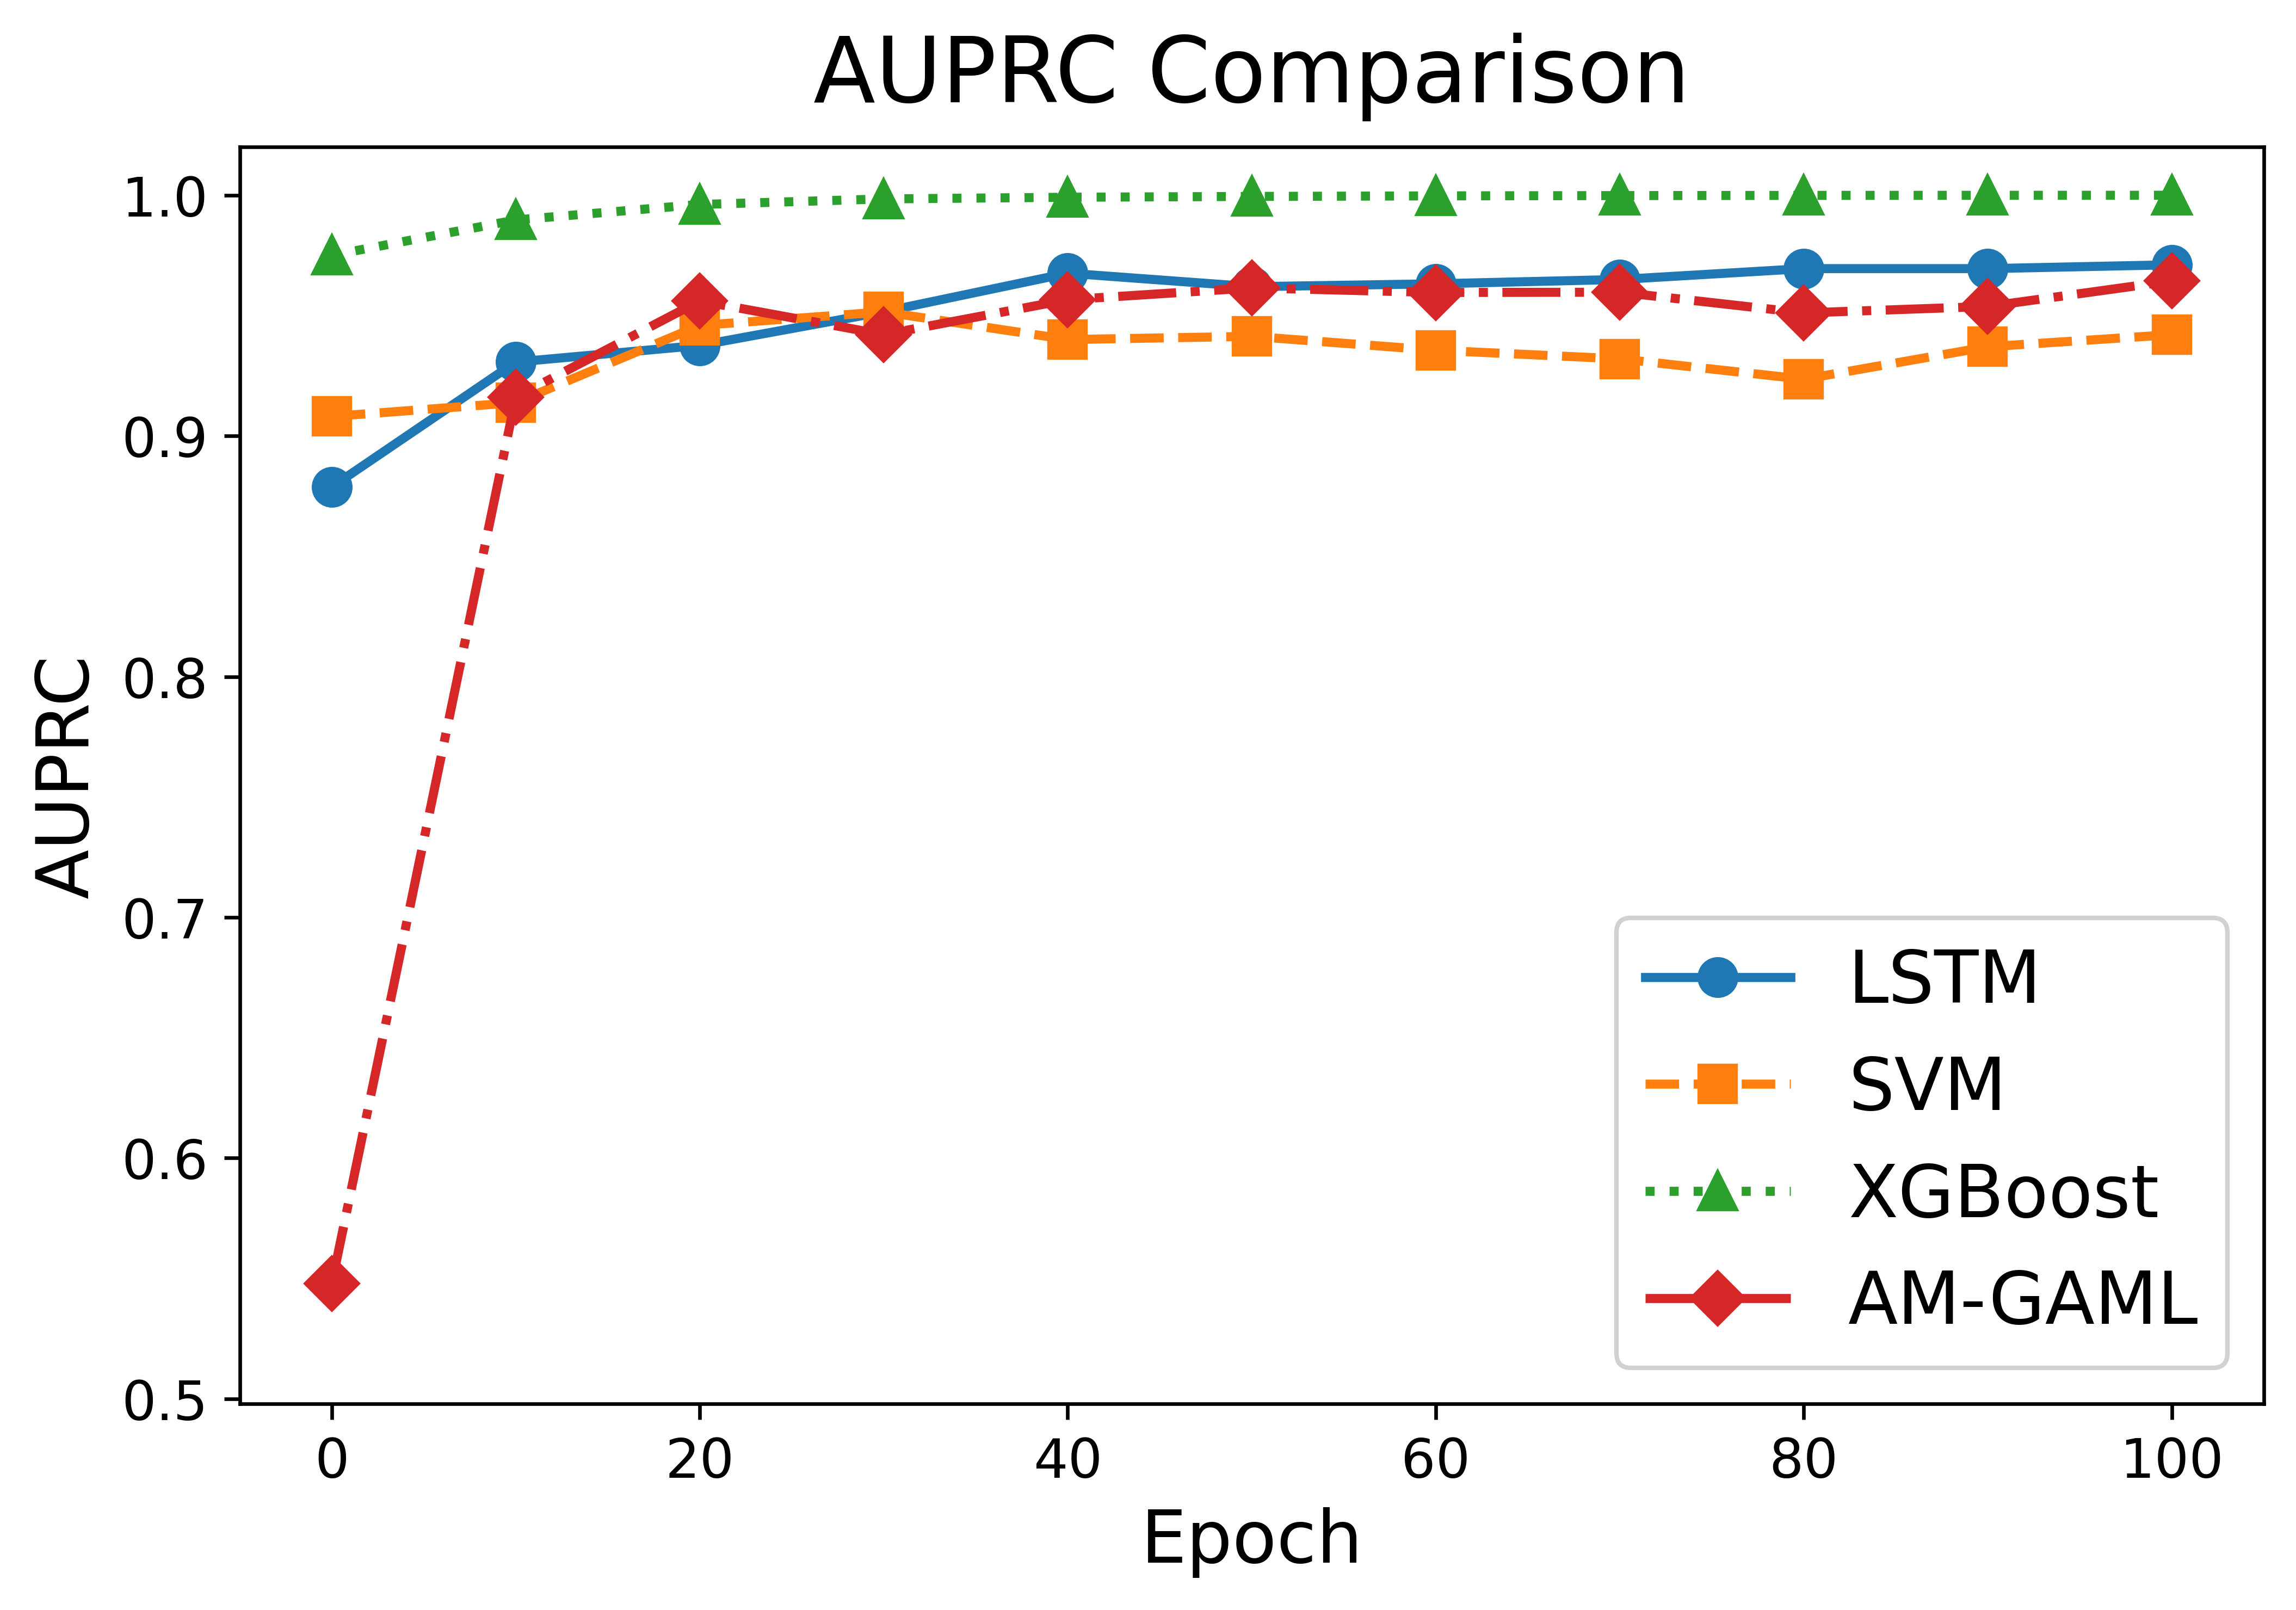 AUPRC Comparison
AUPRC
1.0
0.9
0.8
0.7
0.6
0.5
0 20 40 60 80 100
Epoch
LSTM
SVM
XGBoost
AM-GAML